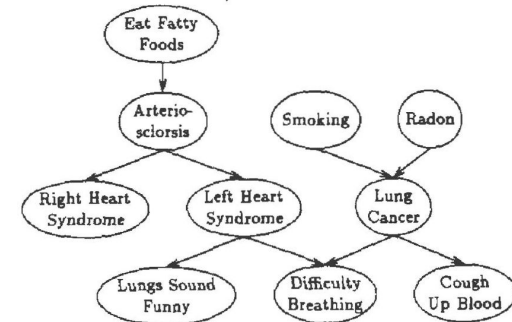 Eat Fatty
Foods
Arterio-
sclorsis
Smoking
Radon
Right Heart
Syndrome
Left Heart
Syndrome
Lung
Cancer
Lungs Sound
Funny
Difficulty
Breathing
Cough
Up Blood